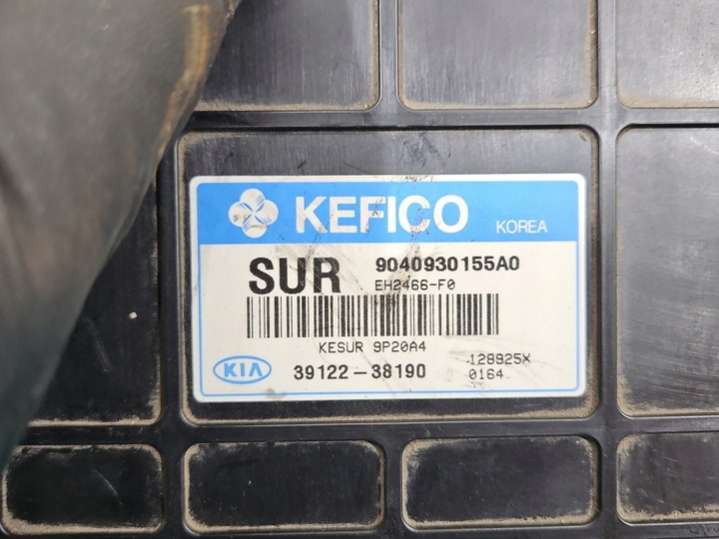 KEFICO KOREA
SUR 9040930155A0
EH2466-F0
KESUR 9P20A4
128925X
KIA 39122-38190 0164